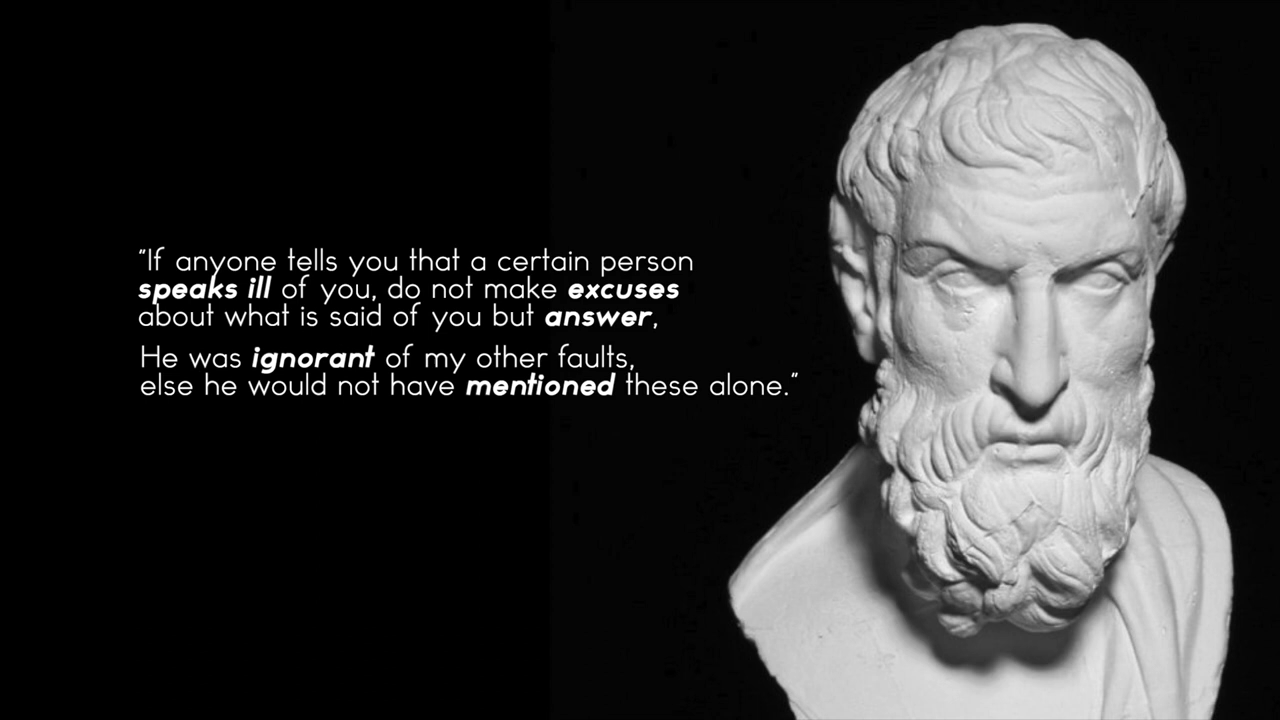 "If anyone tells you that a certain person
speaks ill of you, do not make excuses
about what is said of you but answer,
He was ignorant of my other faults,
else he would not have mentioned these alone."